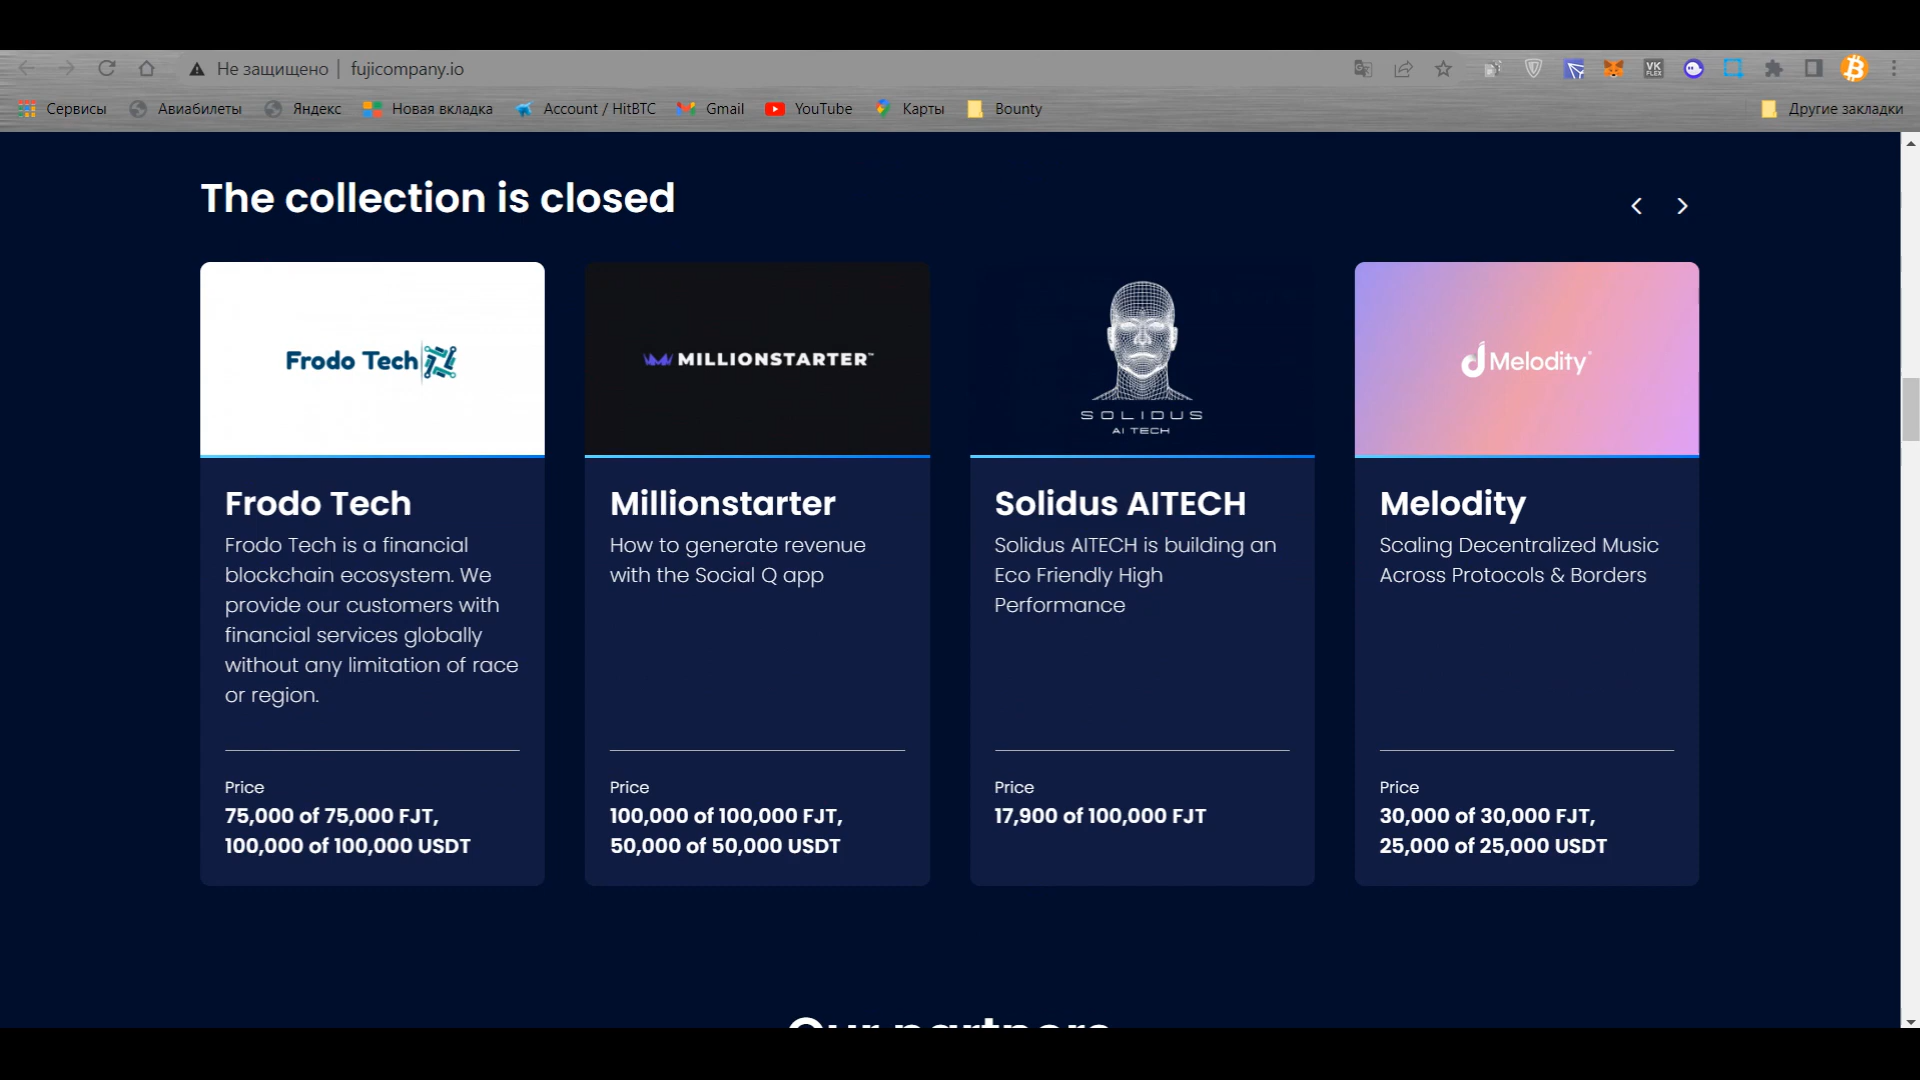 Не защищено | fujicompany.io
Сервисы Авиабилеты Яндекс Новая вкладка Account / HitBTC Gmail YouTube Карты Bounty Другие закладки
VK FLEX
The collection is closed
Frodo Tech
MILLIONSTARTER™
SOLIDUS
AI TECH
Melodity
Frodo Tech
Frodo Tech is a financial
blockchain ecosystem. We
provide our customers with
financial services globally
without any limitation of race
or region.
Price
75,000 of 75,000 FJT,
100,000 of 100,000 USDT
Millionstarter
How to generate revenue
with the Social Q app
Price
100,000 of 100,000 FJT,
50,000 of 50,000 USDT
Solidus AITECH
Solidus AITECH is building an
Eco Friendly High
Performance
Price
17,900 of 100,000 FJT
Melodity
Scaling Decentralized Music
Across Protocols & Borders
Price
30,000 of 30,000 FJT,
25,000 of 25,000 USDT
Our partners